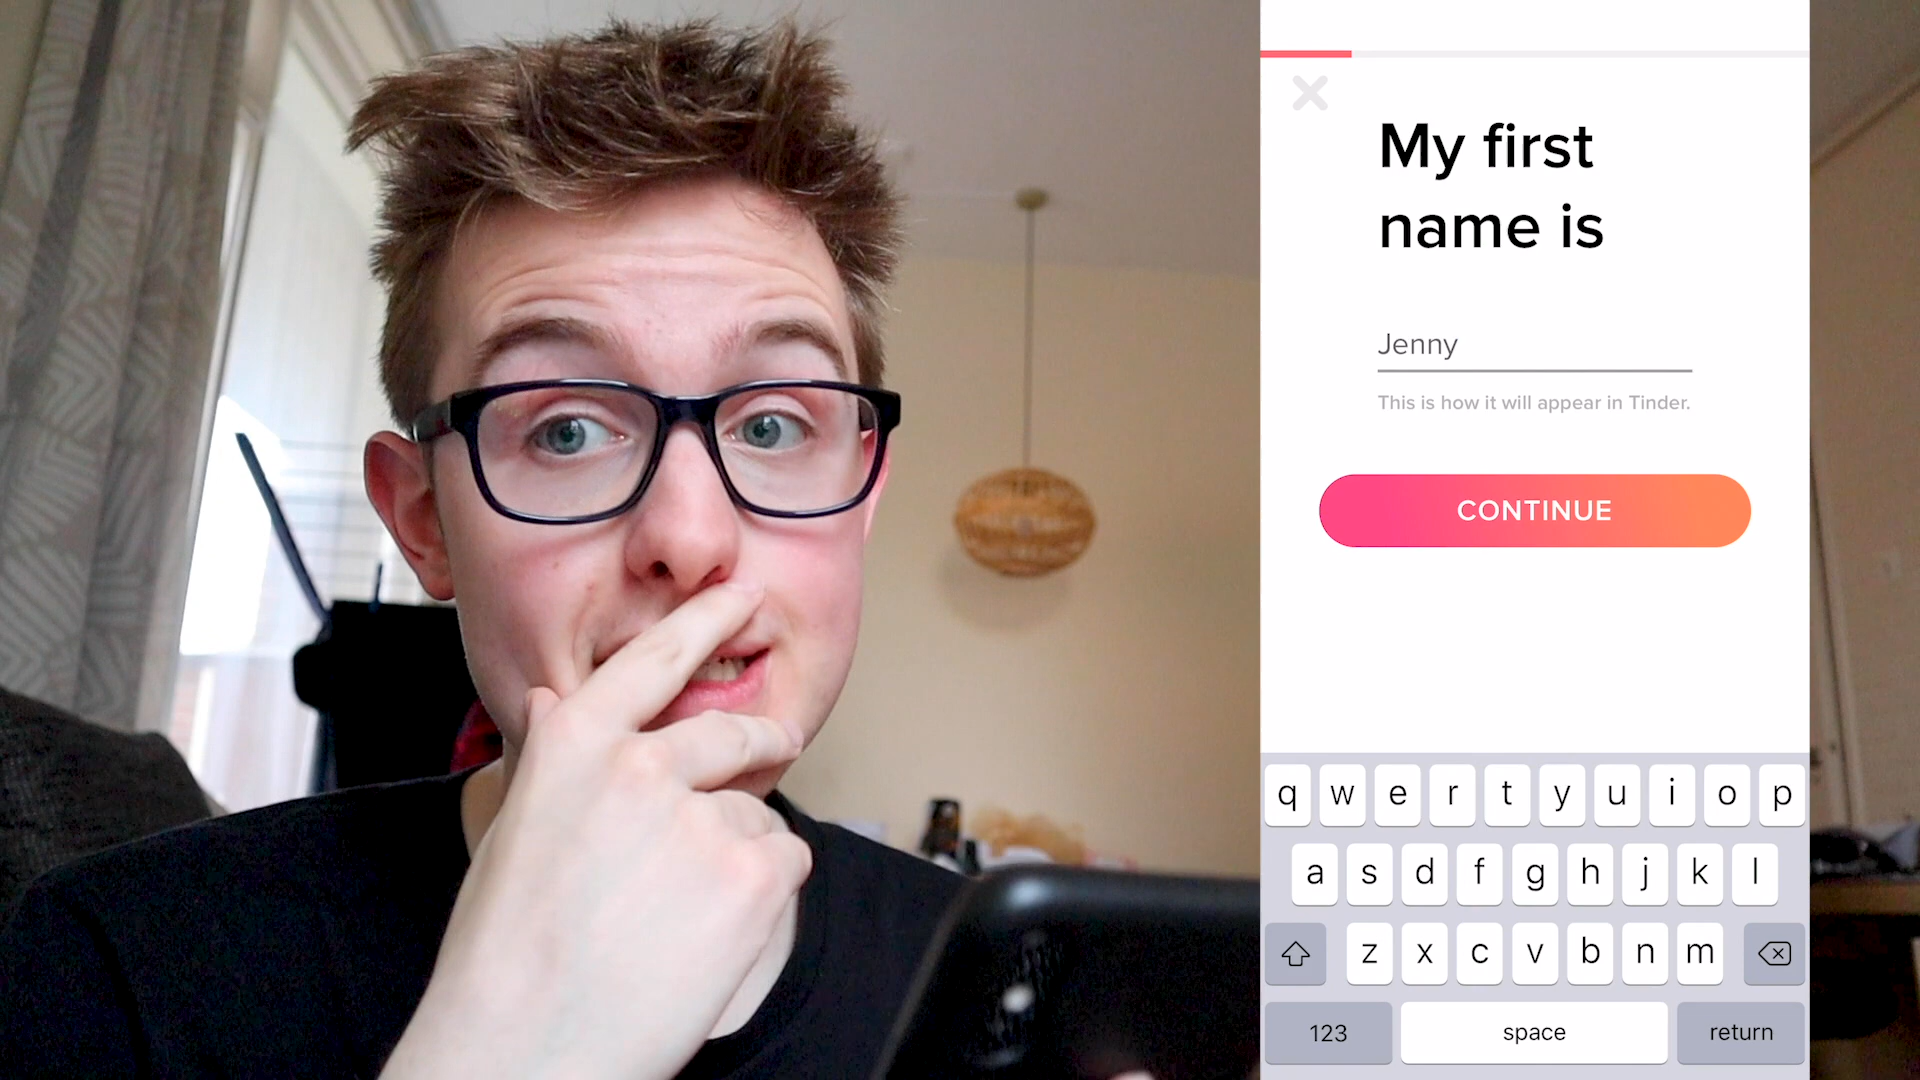 My first
name is
Jenny
This is how it will appear in Tinder.
CONTINUE
q w e r t y u i o p
a s d f g h j k l
z x c v b n m
123 space return